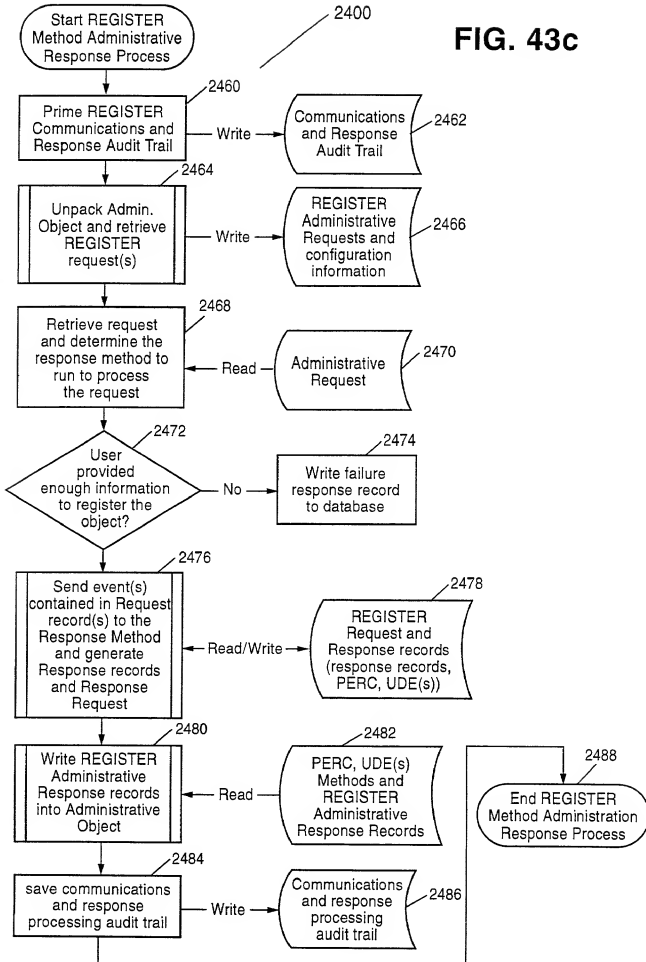 Start REGISTER
Method Administrative
Response Process
2400
FIG. 43c
2460
Prime REGISTER
Communications and
Response Audit Trail
Write
Communications
and Response
Audit Trail
2462
2464
Unpack Admin.
Object and retrieve
REGISTER
request(s)
Write
REGISTER
Administrative
Requests and
configuration
information
2466
2468
Retrieve request
and determine the
response method to
run to process
the request
Read
Administrative
Request
2470
2472
User
provided
enough information
to register the
object?
No
2474
Write failure
response record
to database
2476
Send event(s)
contained in Request
record(s) to the
Response Method
and generate
Response records
and Response
Request
Read/Write
2478
REGISTER
Request and
Response records
(response records,
PERC, UDE(s))
2480
Write REGISTER
Administrative
Response records
into Administrative
Object
Read
2482
PERC, UDE(s)
Methods and
REGISTER
Administrative
Response Records
2484
save communications
and response
processing audit trail
Write
Communications
and response
processing
audit trail
2486
2488
End REGISTER
Method Administration
Response Process